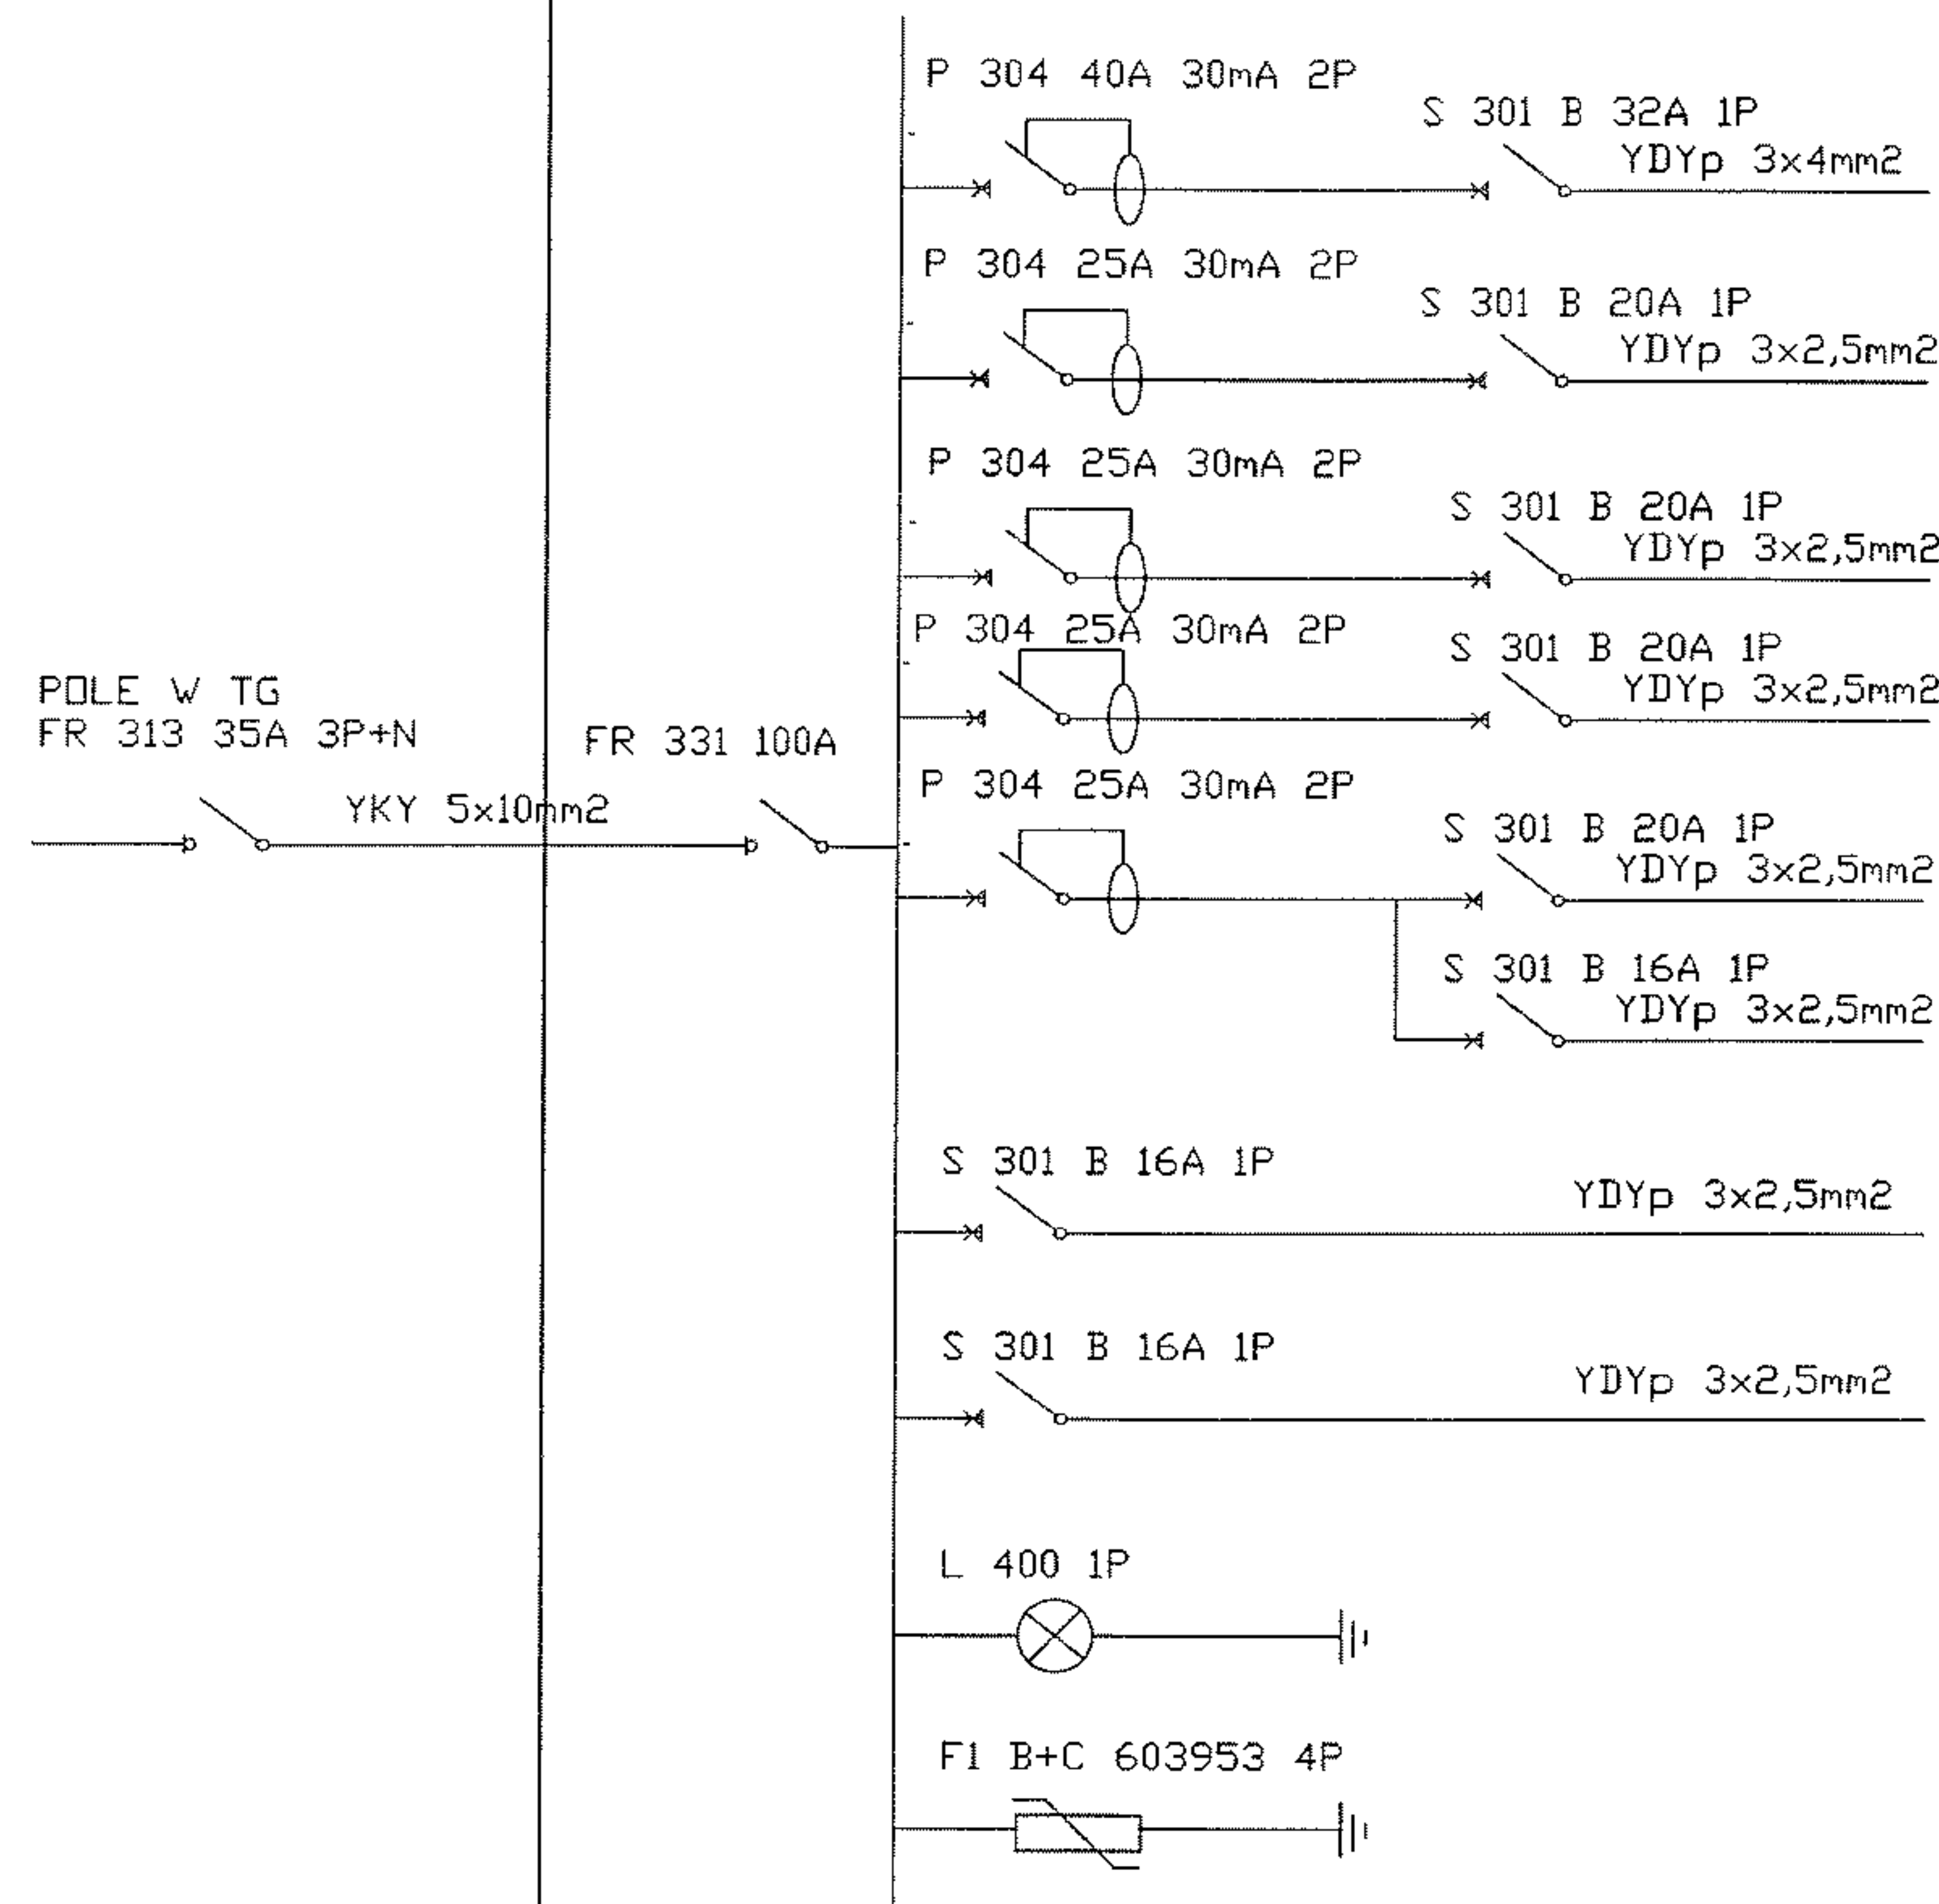 P 304 40A 30mA 2P
S 301 B 32A 1P
YDYp 3x4mm2
P 304 25A 30mA 2P
S 301 B 20A 1P
YDYp 3x2,5mm2
P 304 25A 30mA 2P
S 301 B 20A 1P
YDYp 3x2,5mm2
P 304 25A 30mA 2P
S 301 B 20A 1P
YDYp 3x2,5mm2
POLE W TG
FR 313 35A 3P+N
YKY 5x10mm2
FR 331 100A
P 304 25A 30mA 2P
S 301 B 20A 1P
YDYp 3x2,5mm2
S 301 B 16A 1P
YDYp 3x2,5mm2
S 301 B 16A 1P
YDYp 3x2,5mm2
S 301 B 16A 1P
YDYp 3x2,5mm2
L 400 1P
F1 B+C 603953 4P